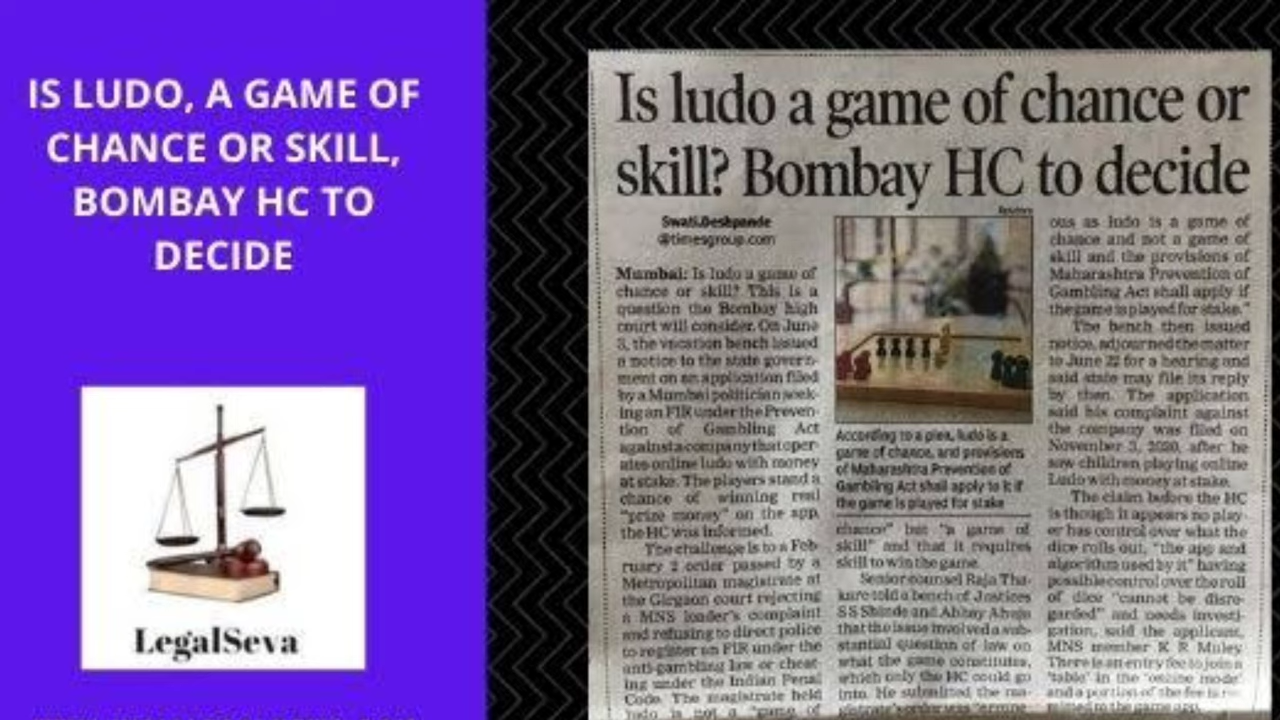 IS LUDO, A GAME OF
CHANCE OR SKILL,
BOMBAY HC TO
DECIDE
LegalSeva
Is ludo a game of chance or
skill? Bombay HC to decide
Swati.Deshpande
@timesgroup.com
Mumbai: Is ludo a game of
chance or skill? This is a
question the Bombay high
court will consider. On June
3, the vacation bench issued
a notice to the state govern-
ment on an application filed
by a Mumbai politician seek-
ing an FIR under the Preven-
tion of Gambling Act
against a company that oper-
ates online ludo with money
at stake. The players stand a
chance of winning real
"prize money" on the app,
the HC was informed.
The challenge is to a Feb-
ruary 2 order passed by a
Metropolitan magistrate at
the Girgaon court rejecting
a MNS leader's complaint
and refusing to direct police
to register an FIR under the
anti-gambling law or cheat-
ing under the Indian Penal
Code. The magistrate held
ludo is not a "game of
Reuters
According to a plea, ludo is a
game of chance, and provisions
of Maharashtra Prevention of
Gambling Act shall apply to it if
the game is played for stake
chance" but "a game of
skill" and that it requires
skill to win the game.
Senior counsel Raja Tha-
kare told a bench of Justices
S S Shinde and Abhay Ahuja
that the issue involved a sub-
stantial question of law on
what the game constitutes,
which only the HC could go
into. He submitted the ma-
gistrate's order was "errone-
ous as ludo is a game of
chance and not a game of
skill and the provisions of
Maharashtra Prevention of
Gambling Act shall apply if
the game is played for stake."
The bench then issued
notice, adjourned the matter
to June 22 for a hearing and
said state may file its reply
by then. The application
said his complaint against
the company was filed on
November 3, 2020, after he
saw children playing online
Ludo with money at stake.
The claim before the HC
is though it appears no play-
er has control over what the
dice rolls out, "the app and
algorithm used by it" having
possible control over the roll
of dice "cannot be disre-
garded" and needs investi-
gation, said the applicant,
MNS member K R Muley.
There is an entry fee to join a
'table' in the "online mode'
and a portion of the fee is re-